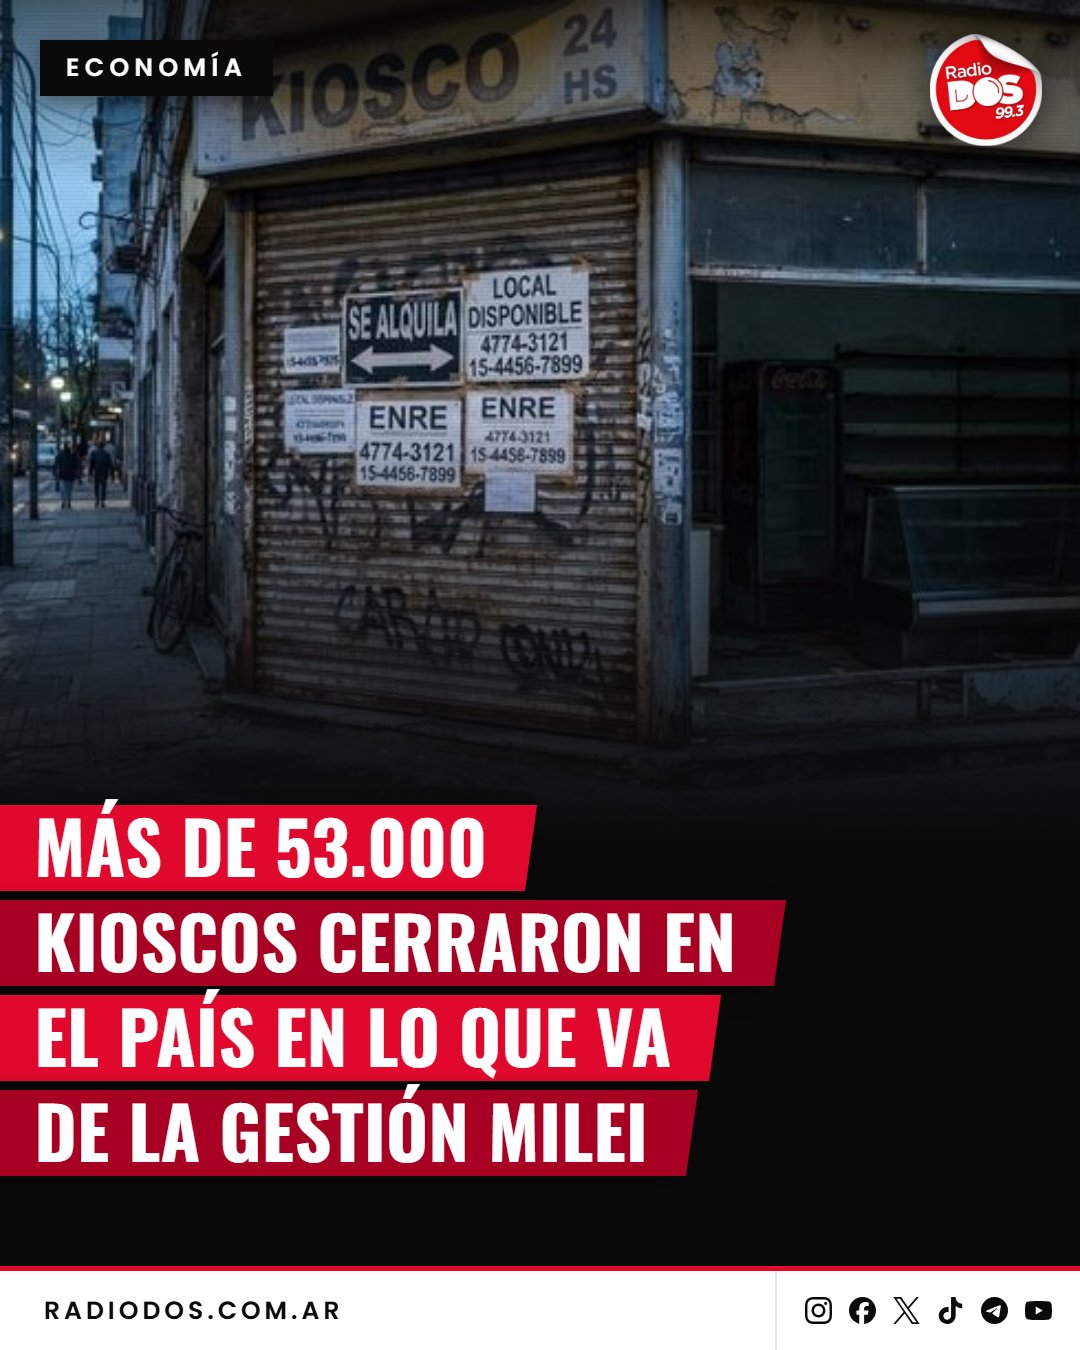 ECONOMÍA
KIOSCO
24
HS
Radio
DOS
99.3
SE ALQUILA
LOCAL
DISPONIBLE
4774-3121
15-4456-7899
ENRE
4774-3121
15-4456-7899
ENRE
4774-3121
15-4456-7899
MÁS DE 53.000
KIOSCOS CERRARON EN
EL PAÍS EN LO QUE VA
DE LA GESTIÓN MILEI
RADIODOS.COM.AR